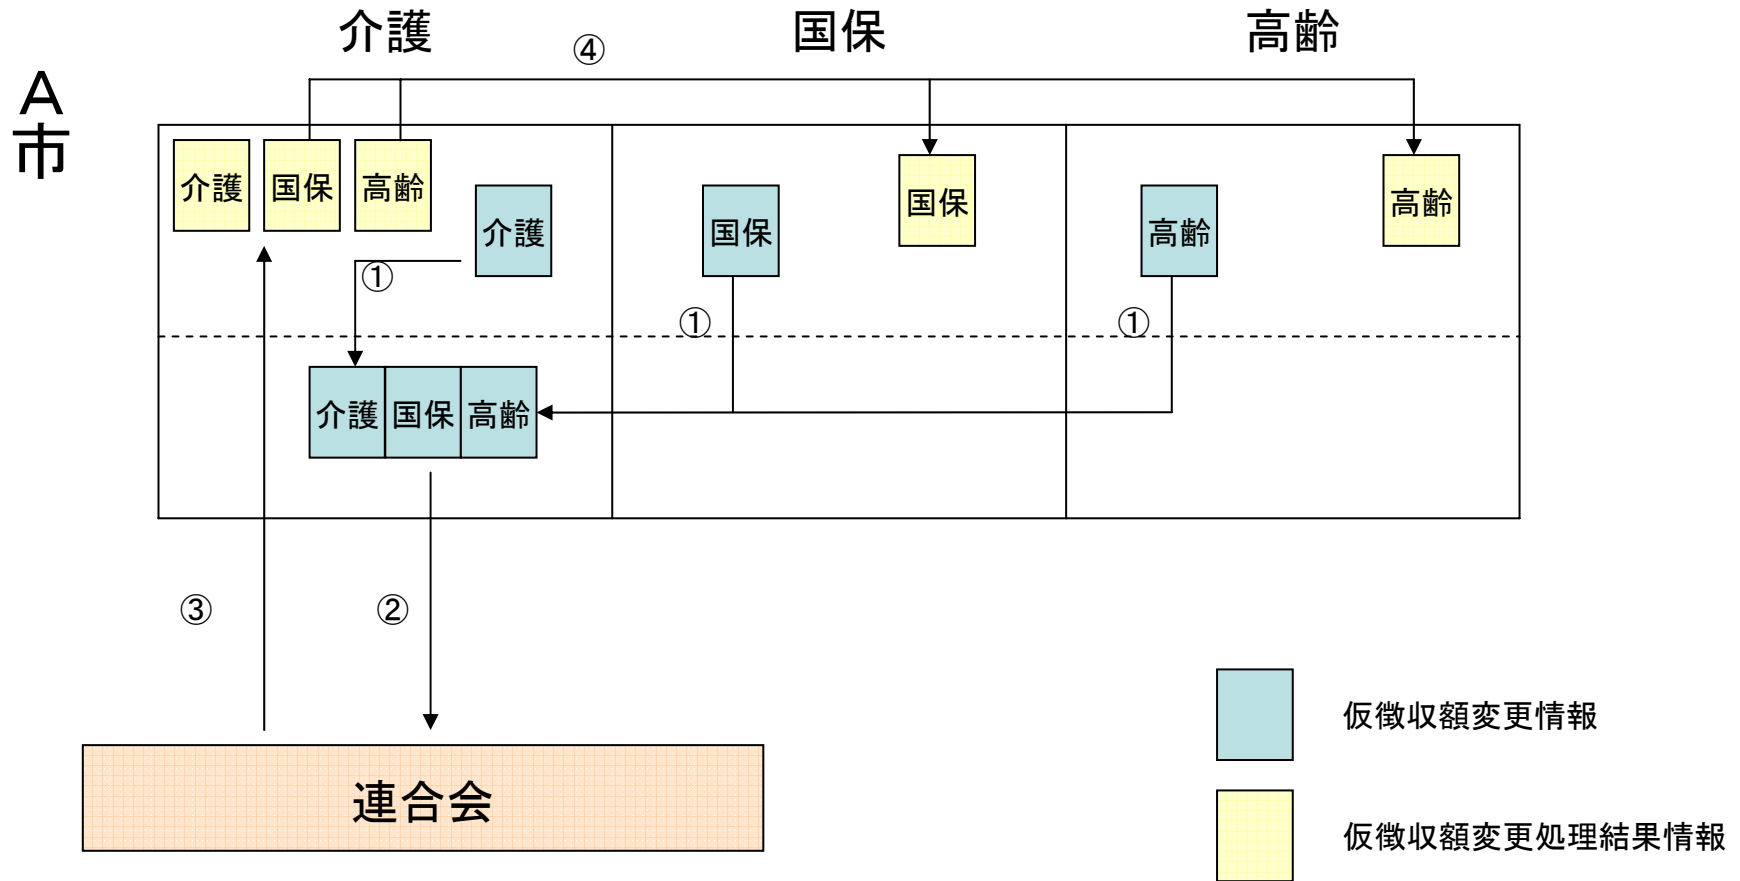 介護 国保 高齢
④
A市
介護 国保 高齢
介護 国保 国保 高齢 高齢
①
① ①
介護 国保 高齢
③ ②
仮徴収額変更情報
連合会
仮徴収額変更処理結果情報